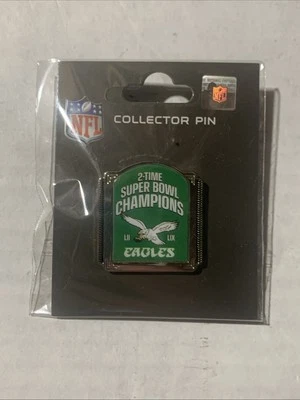 NFL
COLLECTOR PIN
NFL
2-TIME
SUPER BOWL
CHAMPIONS
LII LIX
EAGLES